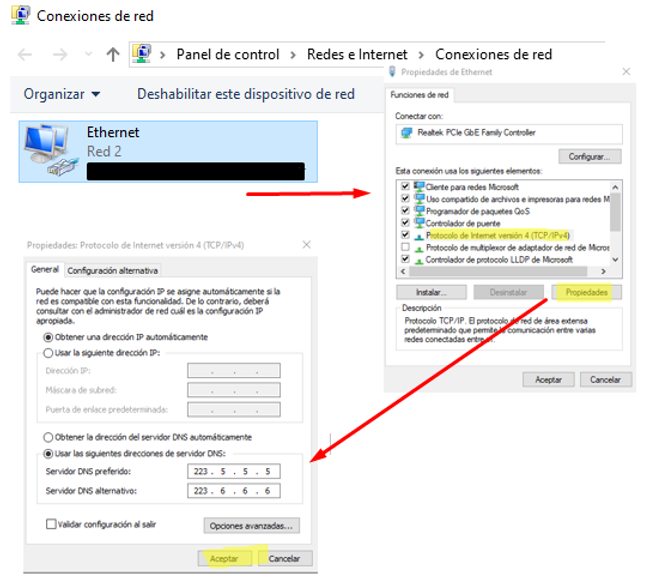 Conexiones de red
Panel de control > Redes e Internet > Conexiones de red
Organizar
Deshabilitar este dispositivo de red
Ethernet
Red 2
Propiedades de Ethernet
Funciones de red
Conectar con:
Realtek PCIe GbE Family Controller
Configurar...
Esta conexión usa los siguientes elementos:
Cliente para redes Microsoft
Uso compartido de archivos e impresoras para redes M
Programador de paquetes QoS
Controlador de puente
Protocolo de Internet versión 4 (TCP/IPv4)
Protocolo de multiplexor de adaptador de red de Micros
Controlador de protocolo LLDP de Microsoft
Instalar...
Desinstalar
Propiedades
Descripción
Protocolo TCP/IP. El protocolo de red de área extensa
predeterminado que permite la comunicación entre varias
redes conectadas entre
Aceptar
Cancelar
Propiedades: Protocolo de Internet versión 4 (TCP/IPv4)
General
Configuración alternativa
Puede hacer que la configuración IP se asigne automáticamente si la
red es compatible con esta funcionalidad. De lo contrario, deberá
consultar con el administrador de red cuál es la configuración IP
apropiada.
Obtener una dirección IP automáticamente
Usar la siguiente dirección IP:
Dirección IP:
Máscara de subred:
Puerta de enlace predeterminada:
Obtener la dirección del servidor DNS automáticamente
Usar las siguientes direcciones de servidor DNS:
Servidor DNS preferido: 223 . 5 . 5 . 5
Servidor DNS alternativo: 223 . 6 . 6 . 6
Validar configuración al salir
Opciones avanzadas...
Aceptar
Cancelar